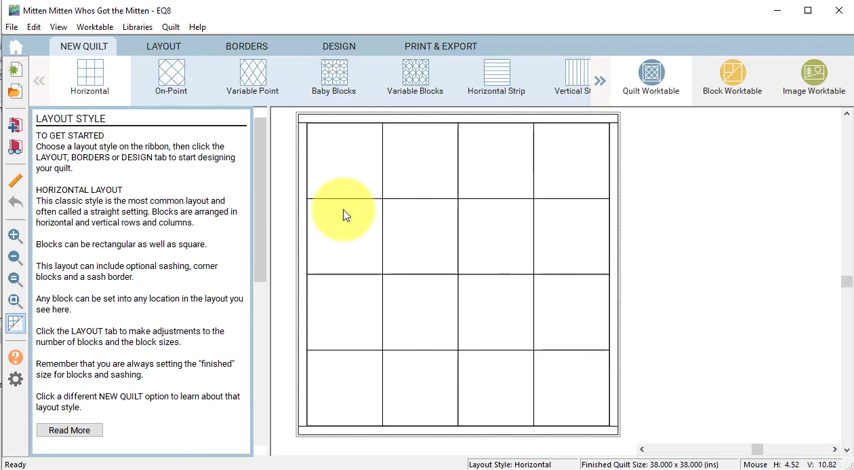 Mitten Mitten Whos Got the Mitten - EQ8
File Edit View Worktable Libraries Quilt Help
NEW QUILT LAYOUT BORDERS DESIGN PRINT & EXPORT
Horizontal On-Point Variable Point Baby Blocks Variable Blocks Horizontal Strip Vertical St Quilt Worktable Block Worktable Image Worktable
LAYOUT STYLE
TO GET STARTED
Choose a layout style on the ribbon, then click the
LAYOUT, BORDERS or DESIGN tab to start designing
your quilt.
HORIZONTAL LAYOUT
This classic style is the most common layout and
often called a straight setting. Blocks are arranged in
horizontal and vertical rows and columns.
Blocks can be rectangular as well as square.
This layout can include optional sashing, corner
blocks and a sash border.
Any block can be set into any location in the layout you
see here.
Click the LAYOUT tab to make adjustments to the
number of blocks and the block sizes.
Remember that you are always setting the "finished"
size for blocks and sashing.
Click a different NEW QUILT option to learn about that
layout style.
Read More
Ready Layout Style: Horizontal Finished Quilt Size: 38.000 x 38.000 (ins) Mouse H: 4.52 V: 10.82